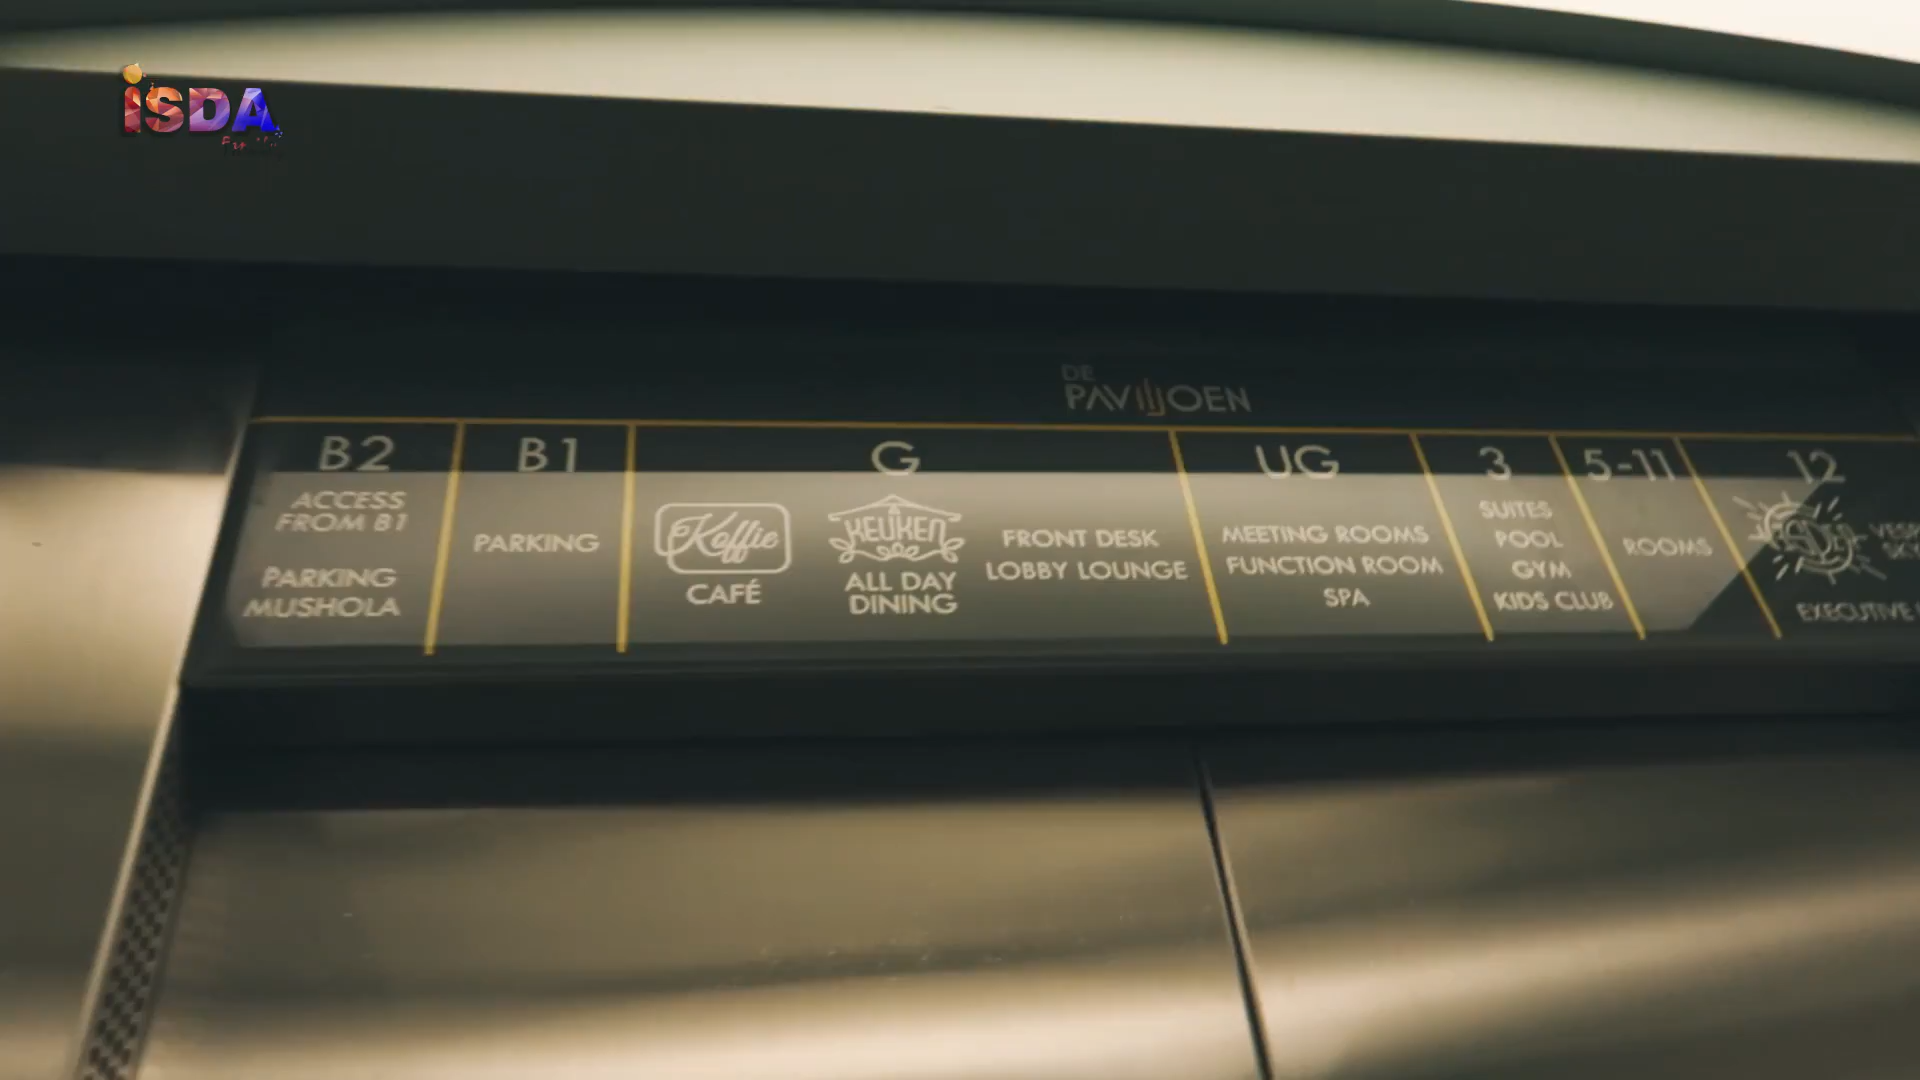 iSDA
DE
PAVILJOEN
B2
ACCESS
FROM B1
PARKING
MUSHOLA
B1
PARKING
G
Koffie
CAFÉ
KEUKEN
ALL DAY
DINING
FRONT DESK
LOBBY LOUNGE
UG
MEETING ROOMS
FUNCTION ROOM
SPA
3
SUITES
POOL
GYM
KIDS CLUB
5-11
ROOMS
12
EXECUTIVE